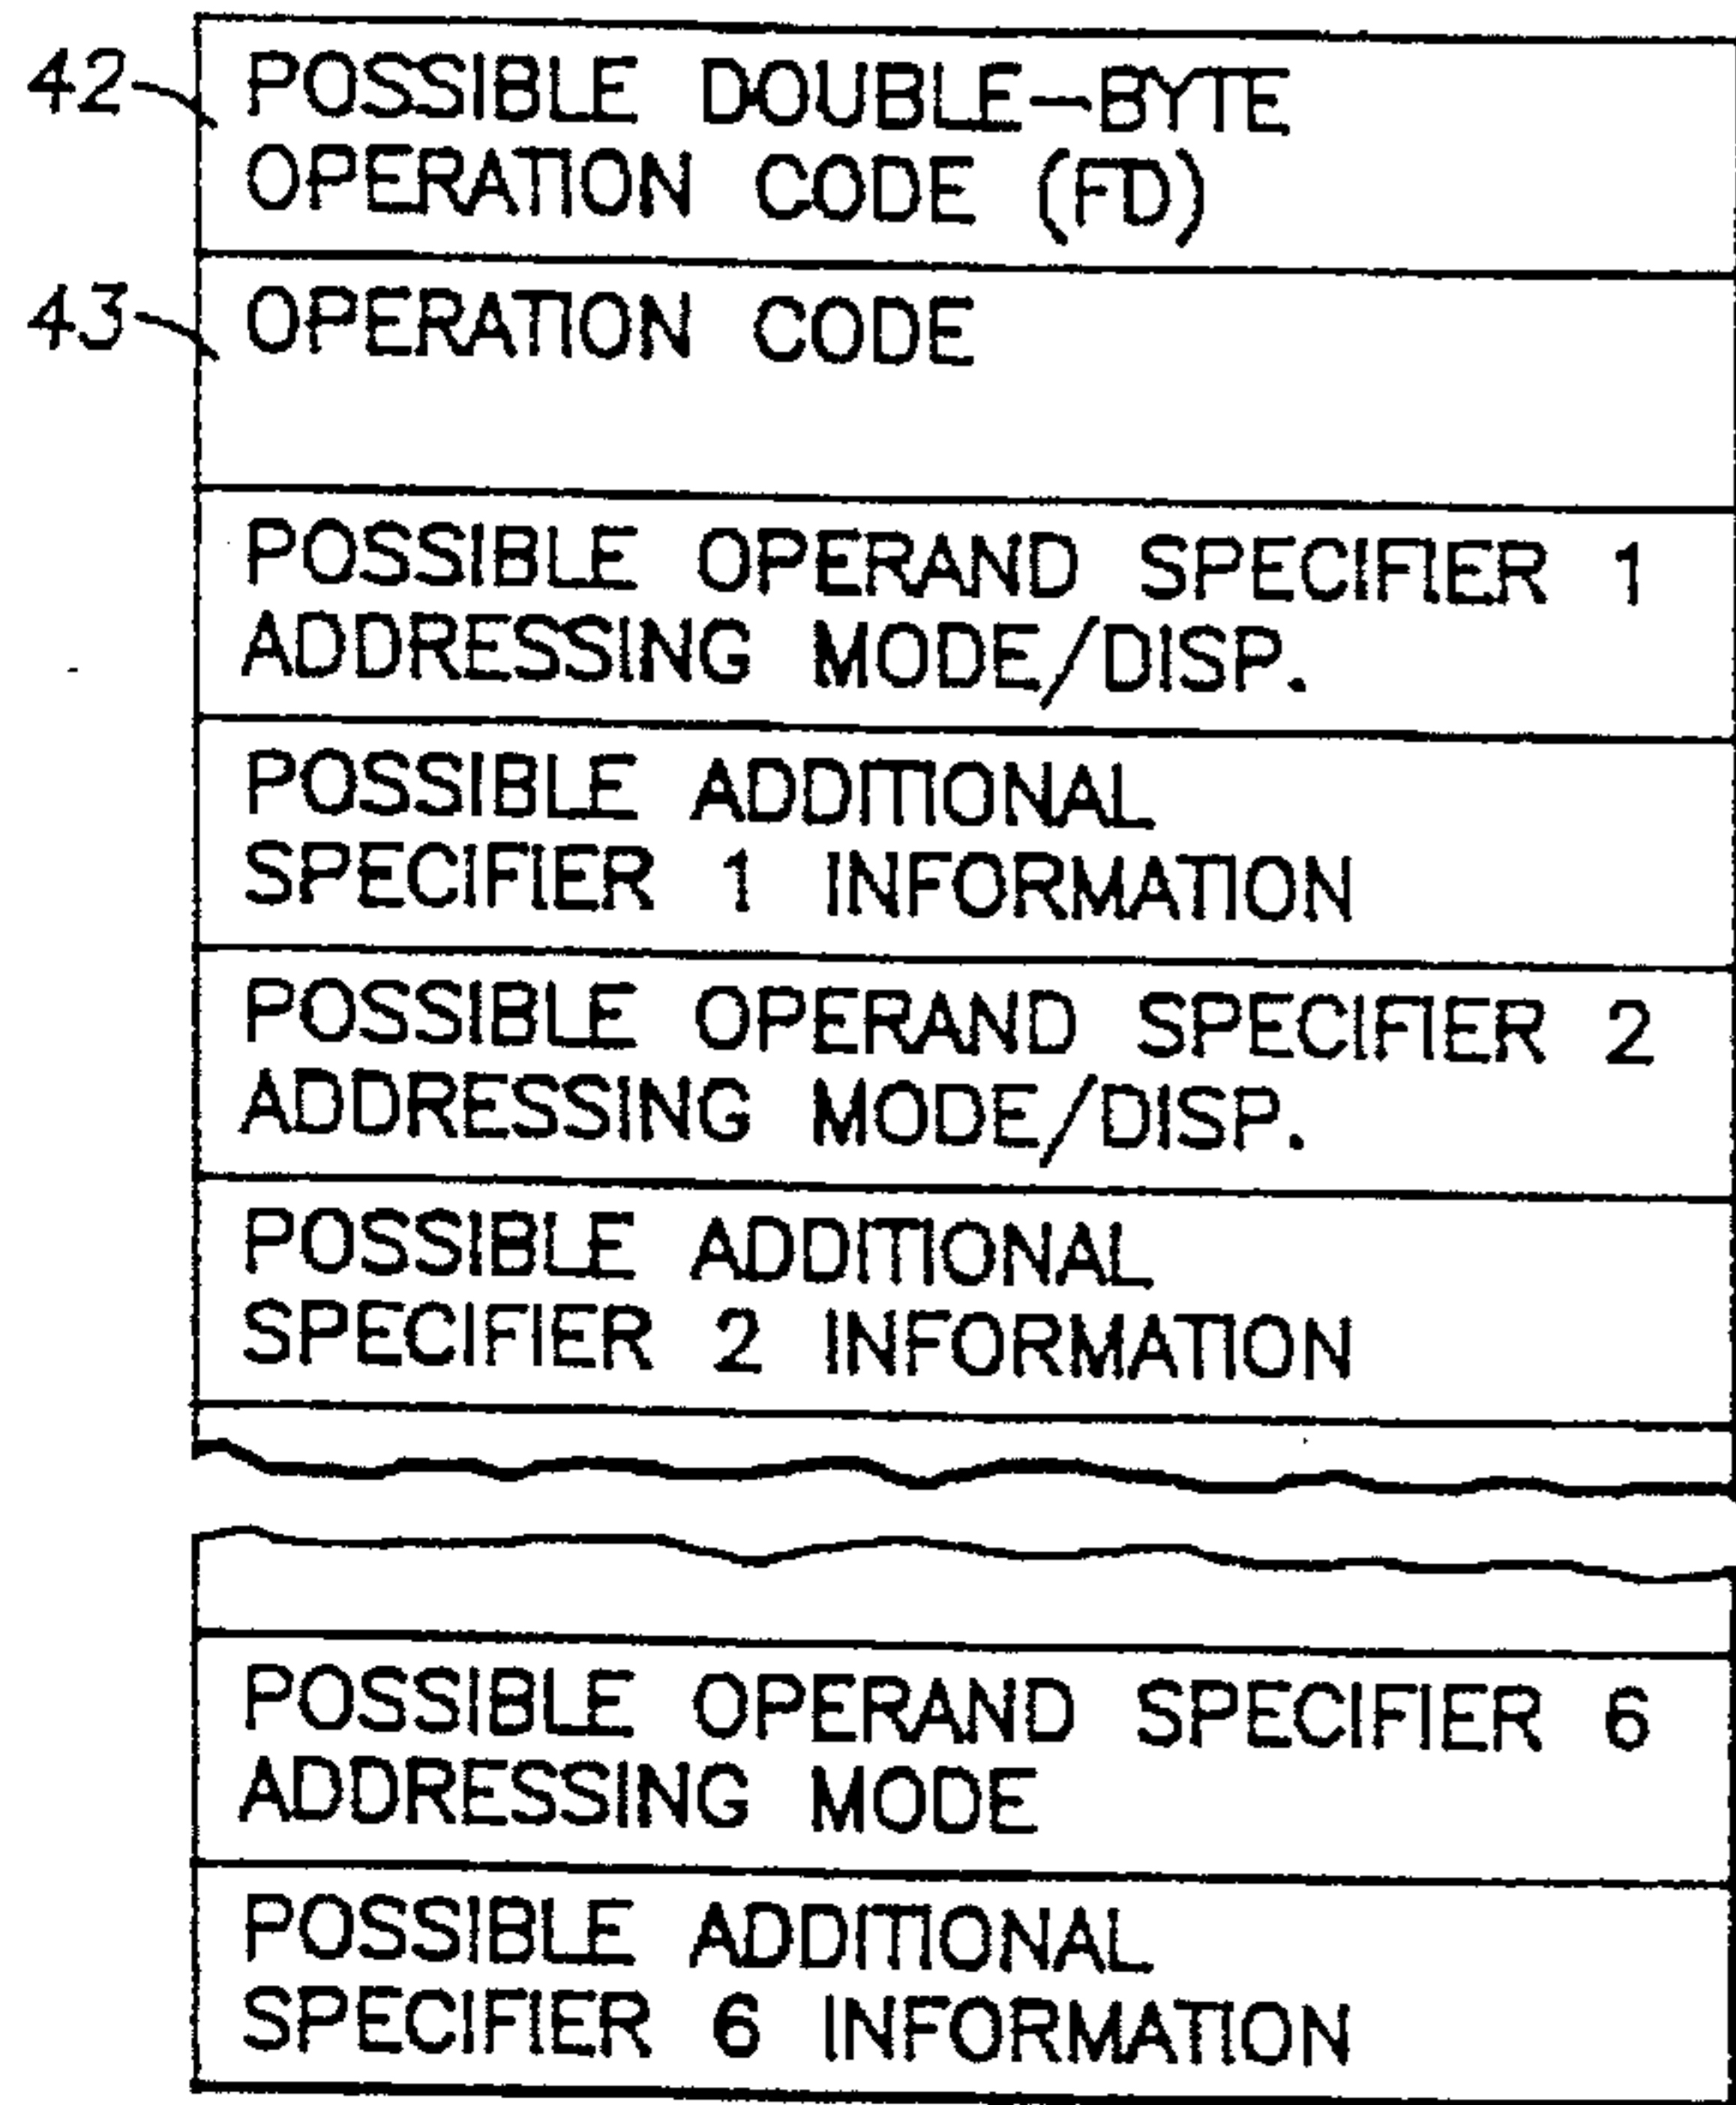 42
POSSIBLE DOUBLE-BYTE
OPERATION CODE (FD)
43
OPERATION CODE
POSSIBLE OPERAND SPECIFIER 1
ADDRESSING MODE/DISP.
POSSIBLE ADDITIONAL
SPECIFIER 1 INFORMATION
POSSIBLE OPERAND SPECIFIER 2
ADDRESSING MODE/DISP.
POSSIBLE ADDITIONAL
SPECIFIER 2 INFORMATION
POSSIBLE OPERAND SPECIFIER 6
ADDRESSING MODE
POSSIBLE ADDITIONAL
SPECIFIER 6 INFORMATION